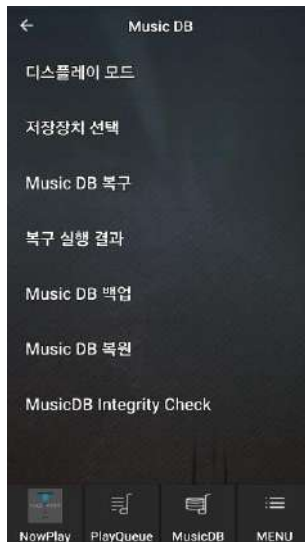 Music DB
디스플레이 모드
저장장치 선택
Music DB 복구
복구 실행 결과
Music DB 백업
Music DB 복원
MusicDB Integrity Check
NowPlay PlayQueue MusicDB MENU